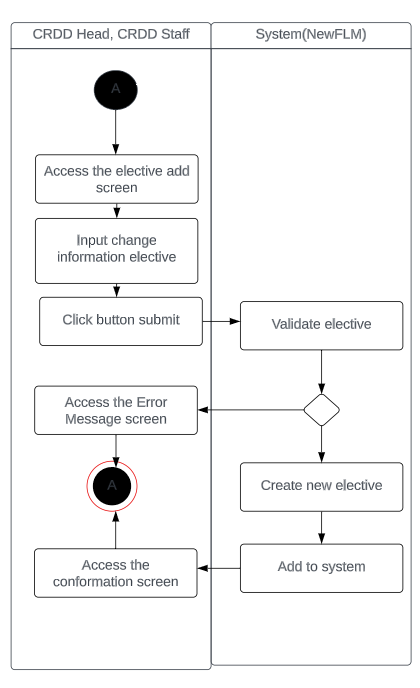 CRDD Head, CRDD Staff
System(NewFLM)
A
Access the elective add
screen
Input change
information elective
Click button submit
Validate elective
Access the Error
Message screen
A
Create new elective
Access the
conformation screen
Add to system